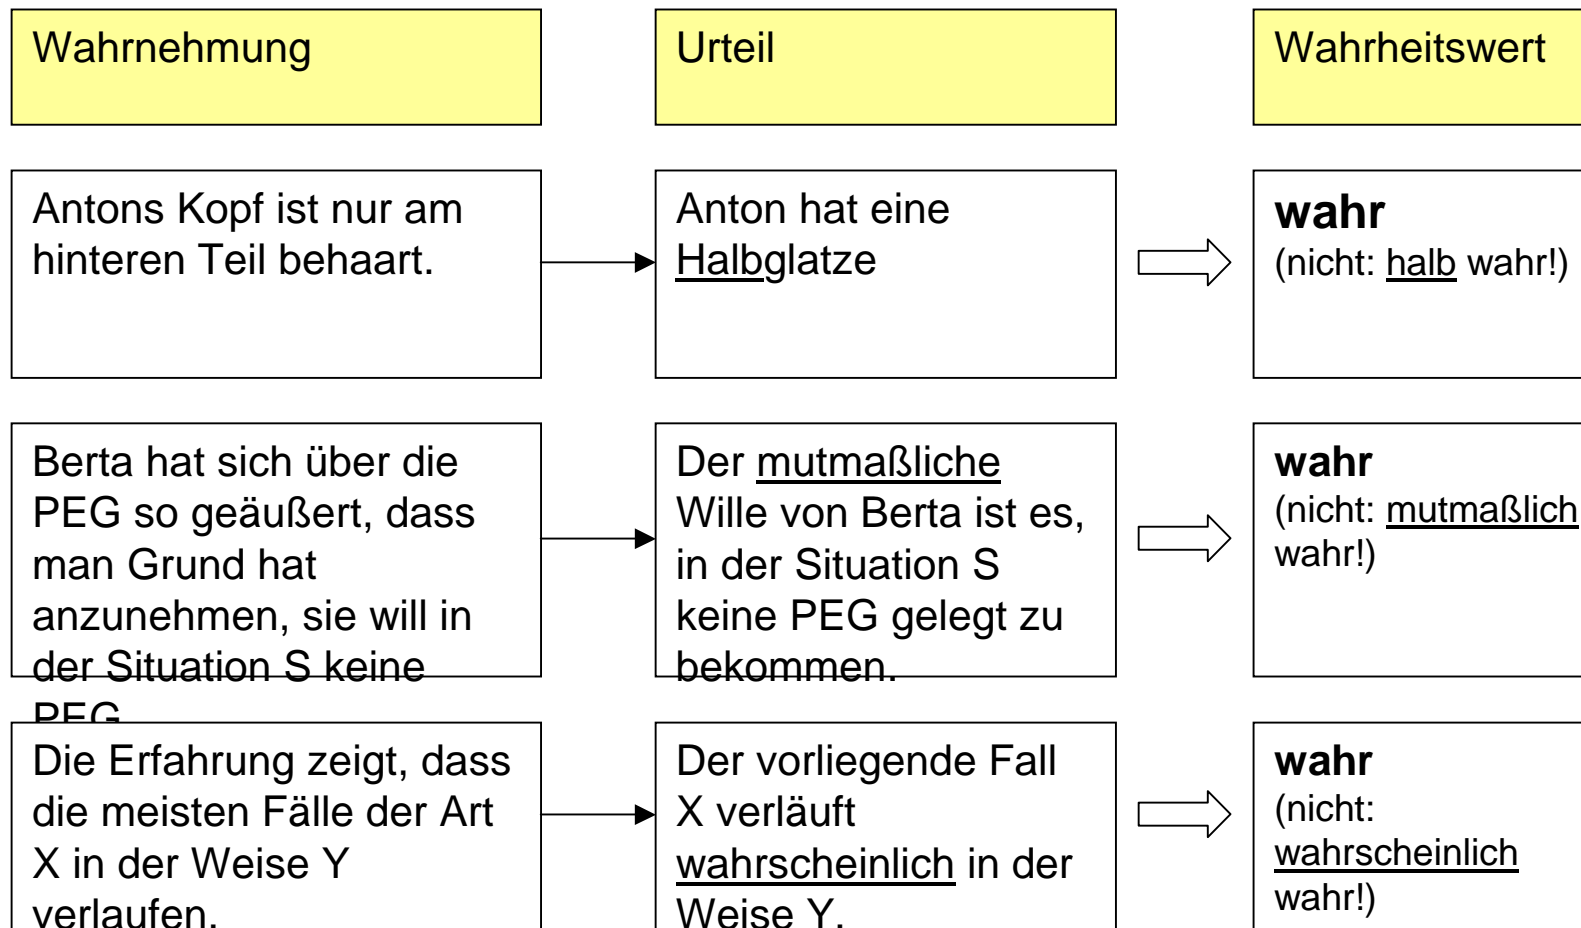 Wahrnehmung
Urteil
Wahrheitswert
Antons Kopf ist nur am
hinteren Teil behaart.
Anton hat eine
Halbglatze
wahr
(nicht: halb wahr!)
Berta hat sich über die
PEG so geäußert, dass
man Grund hat
anzunehmen, sie will in
der Situation S keine
PEG
Der mutmaßliche
Wille von Berta ist es,
in der Situation S
keine PEG gelegt zu
bekommen.
wahr
(nicht: mutmaßlich
wahr!)
Die Erfahrung zeigt, dass
die meisten Fälle der Art
X in der Weise Y
verlaufen.
Der vorliegende Fall
X verläuft
wahrscheinlich in der
Weise Y.
wahr
(nicht:
wahrscheinlich
wahr!)